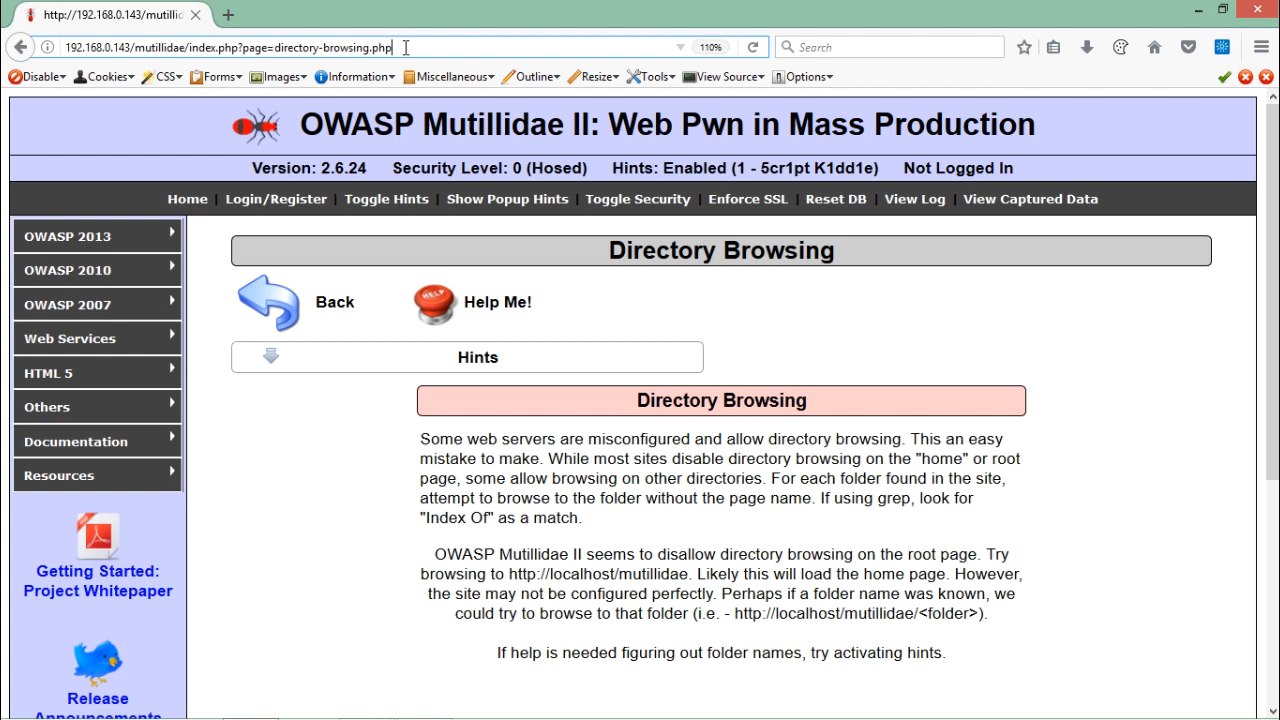 http://192.168.0.143/mutillid
192.168.0.143/mutillidae/index.php?page=directory-browsing.php
110%
Search
Disable
Cookies
CSS
Forms
Images
Information
Miscellaneous
Outline
Resize
Tools
View Source
Options
OWASP Mutillidae II: Web Pwn in Mass Production
Version: 2.6.24 Security Level: 0 (Hosed) Hints: Enabled (1 - 5cr1pt K1dd1e) Not Logged In
Home | Login/Register | Toggle Hints | Show Popup Hints | Toggle Security | Enforce SSL | Reset DB | View Log | View Captured Data
OWASP 2013
OWASP 2010
OWASP 2007
Web Services
HTML 5
Others
Documentation
Resources
Getting Started:
Project Whitepaper
Release
Announcements
Directory Browsing
Back
HELP
Help Me!
Hints
Directory Browsing
Some web servers are misconfigured and allow directory browsing. This an easy
mistake to make. While most sites disable directory browsing on the "home" or root
page, some allow browsing on other directories. For each folder found in the site,
attempt to browse to the folder without the page name. If using grep, look for
"Index Of" as a match.
OWASP Mutillidae II seems to disallow directory browsing on the root page. Try
browsing to http://localhost/mutillidae. Likely this will load the home page. However,
the site may not be configured perfectly. Perhaps if a folder name was known, we
could try to browse to that folder (i.e. - http://localhost/mutillidae/<folder>).
If help is needed figuring out folder names, try activating hints.